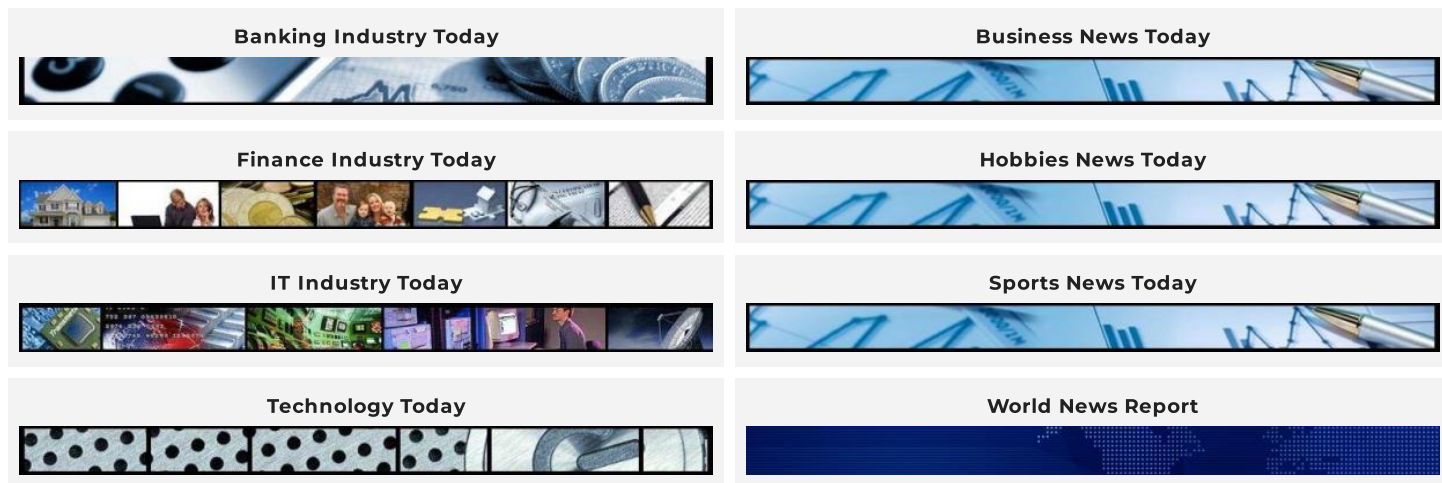 Banking Industry Today
Business News Today
Finance Industry Today
Hobbies News Today
IT Industry Today
Sports News Today
Technology Today
World News Report